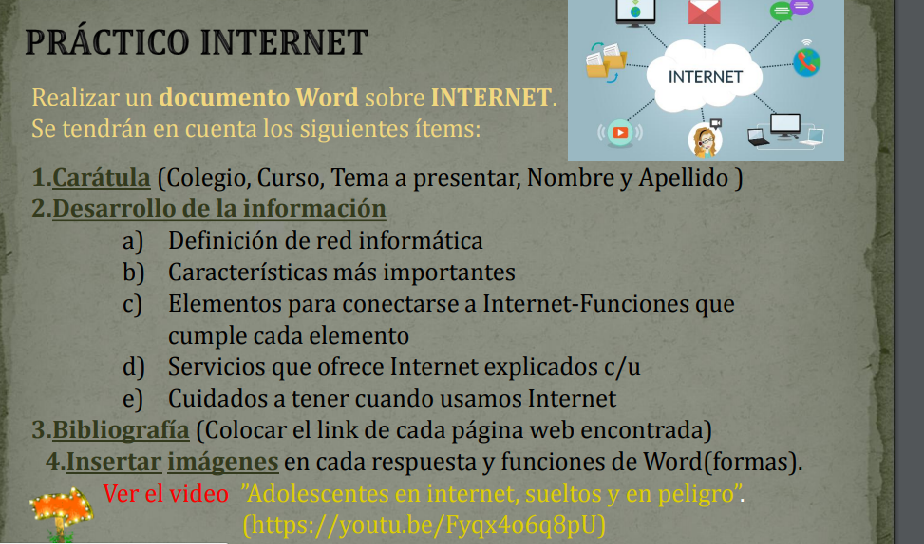 PRÁCTICO INTERNET
INTERNET
Realizar un documento Word sobre INTERNET.
Se tendrán en cuenta los siguientes ítems:
1.Carátula (Colegio, Curso, Tema a presentar, Nombre y Apellido )
2.Desarrollo de la información
a) Definición de red informática
b) Características más importantes
c) Elementos para conectarse a Internet-Funciones que
cumple cada elemento
d) Servicios que ofrece Internet explicados c/u
e) Cuidados a tener cuando usamos Internet
3.Bibliografía (Colocar el link de cada página web encontrada)
4.Insertar imágenes en cada respuesta y funciones de Word(formas).
Ver el video ”Adolescentes en internet, sueltos y en peligro”.
(https://youtu.be/Fyqx4o6q8pU)